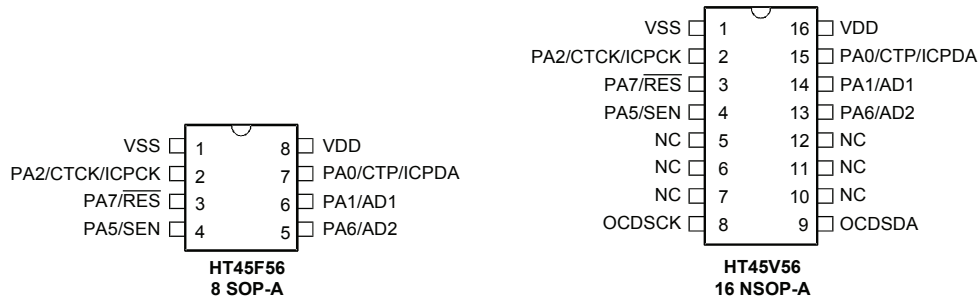 VSS 1 16 VDD
PA2/CTCK/ICPCK 2 15 PA0/CTP/ICPDA
PA7/RES 3 14 PA1/AD1
PA5/SEN 4 13 PA6/AD2
NC 5 12 NC
NC 6 11 NC
NC 7 10 NC
OCDSCK 8 9 OCDSDA
HT45V56
16 NSOP-A
VSS 1 8 VDD
PA2/CTCK/ICPCK 2 7 PA0/CTP/ICPDA
PA7/RES 3 6 PA1/AD1
PA5/SEN 4 5 PA6/AD2
HT45F56
8 SOP-A